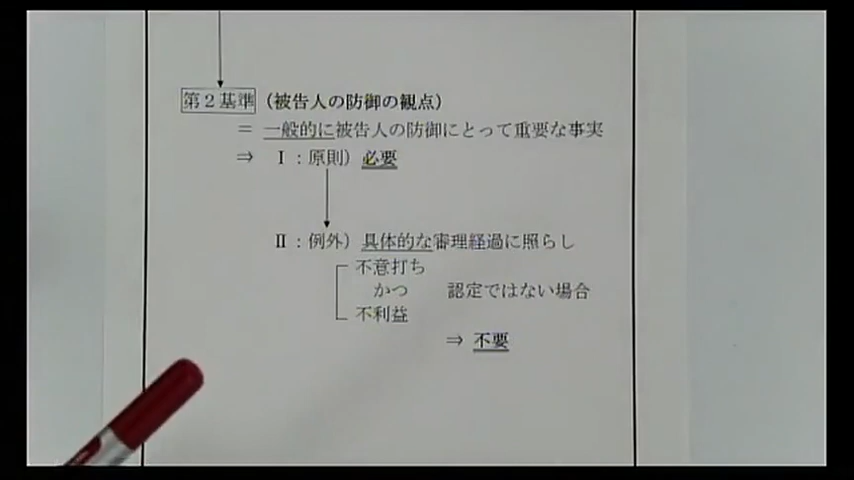 第2基準（被告人の防御の観点）
＝ 一般的に被告人の防御にとって重要な事実
⇒ Ⅰ：原則）必要
Ⅱ：例外）具体的な審理経過に照らし
不意打ち
かつ 認定ではない場合
不利益
⇒ 不要